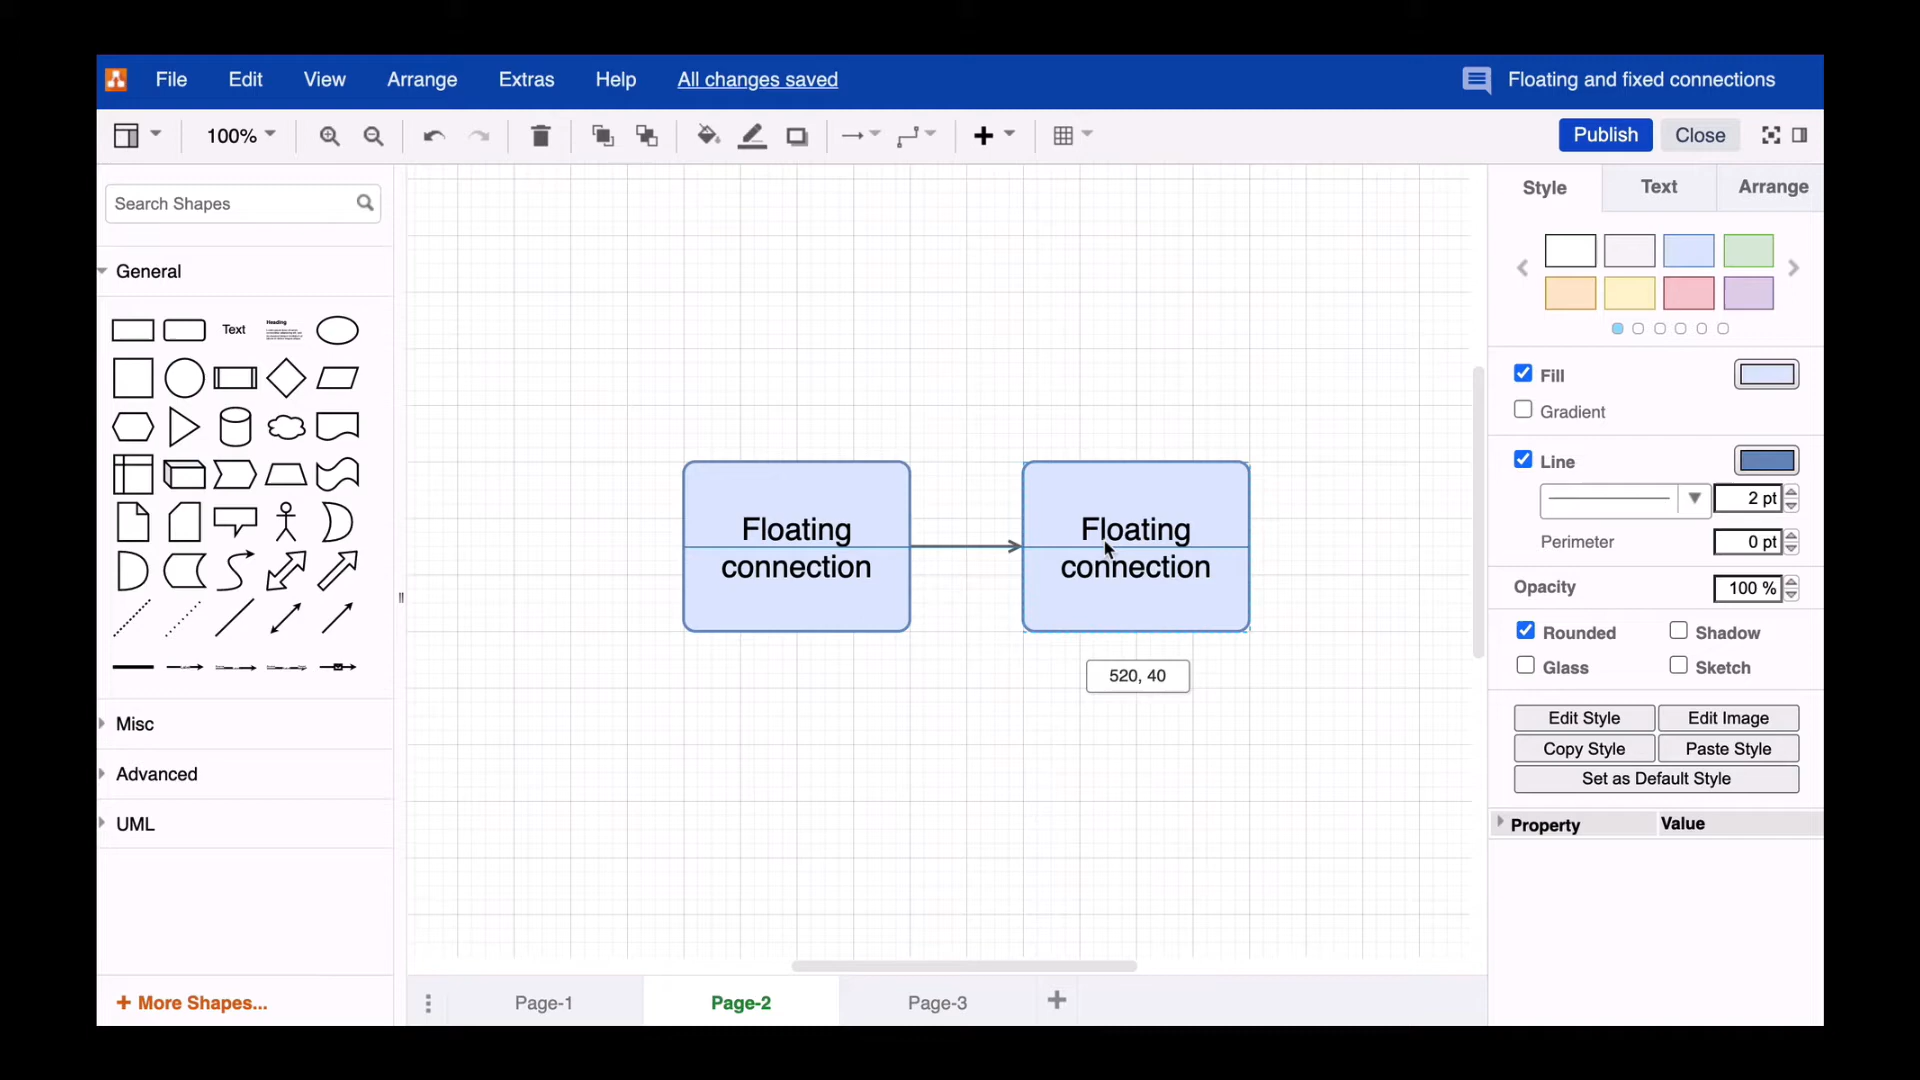 File Edit View Arrange Extras Help All changes saved Floating and fixed connections
100% Publish Close
Search Shapes
Style Text Arrange
General
Text
Heading
Fill
Gradient
Line
2 pt
Perimeter 0 pt
Opacity 100 %
Rounded Shadow
Glass Sketch
Edit Style Edit Image
Copy Style Paste Style
Set as Default Style
Property Value
Floating
connection
Floating
connection
520, 40
Misc
Advanced
UML
+ More Shapes...
Page-1 Page-2 Page-3